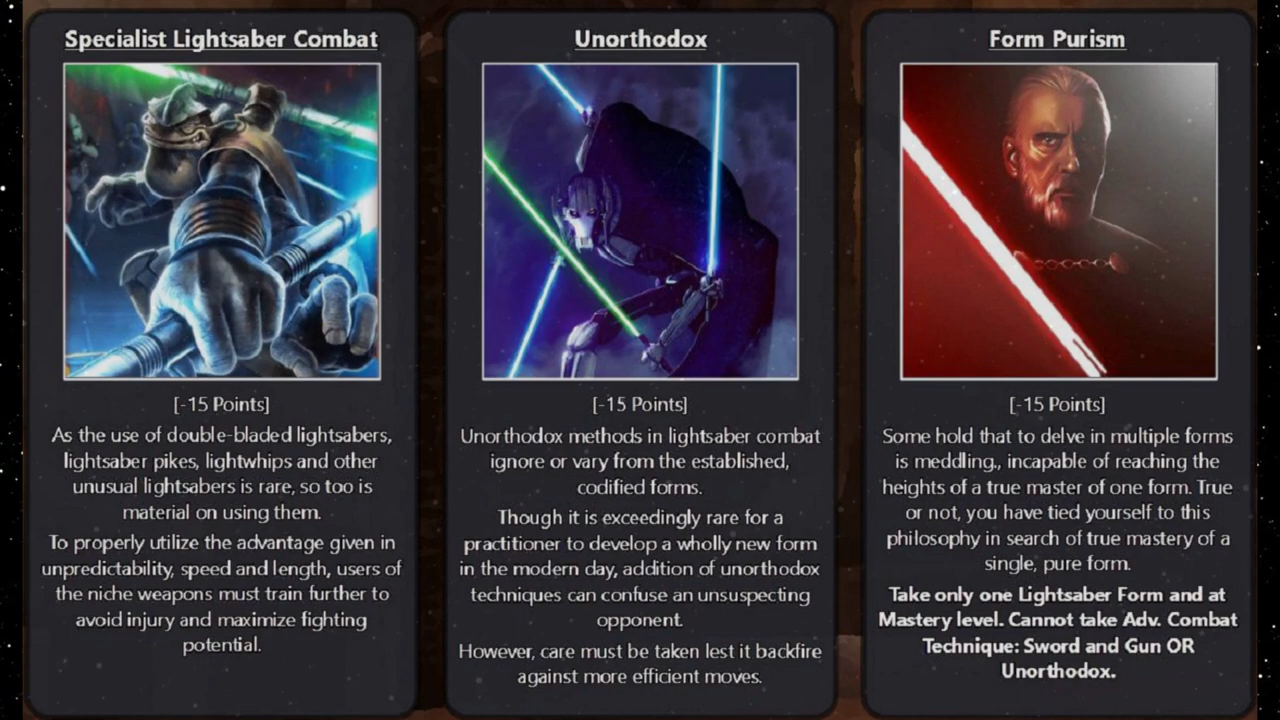 Specialist Lightsaber Combat
[-15 Points]
As the use of double-bladed lightsabers,
lightsaber pikes, lightwhips and other
unusual lightsabers is rare, so too is
material on using them.
To properly utilize the advantage given in
unpredictability, speed and length, users of
the niche weapons must train further to
avoid injury and maximize fighting
potential.
Unorthodox
[-15 Points]
Unorthodox methods in lightsaber combat
ignore or vary from the established,
codified forms.
Though it is exceedingly rare for a
practitioner to develop a wholly new form
in the modern day, addition of unorthodox
techniques can confuse an unsuspecting
opponent.
However, care must be taken lest it backfire
against more efficient moves.
Form Purism
[-15 Points]
Some hold that to delve in multiple forms
is meddling., incapable of reaching the
heights of a true master of one form. True
or not, you have tied yourself to this
philosophy in search of true mastery of a
single, pure form.
Take only one Lightsaber Form and at
Mastery level. Cannot take Adv. Combat
Technique: Sword and Gun OR
Unorthodox.